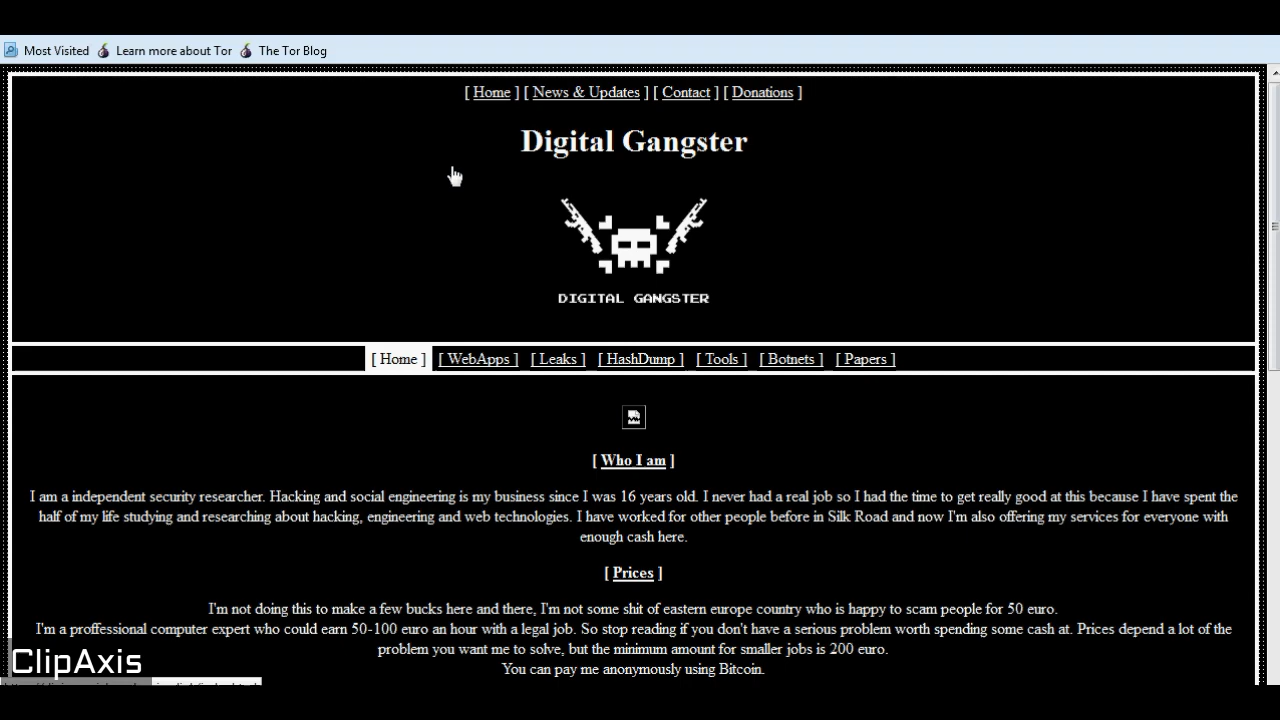 Most Visited Learn more about Tor The Tor Blog
[ Home ] [ News & Updates ] [ Contact ] [ Donations ]
Digital Gangster
DIGITAL GANGSTER
[ Home ] [ WebApps ] [ Leaks ] [ HashDump ] [ Tools ] [ Botnets ] [ Papers ]
[ Who I am ]
I am a independent security researcher. Hacking and social engineering is my business since I was 16 years old. I never had a real job so I had the time to get really good at this because I have spent the
half of my life studying and researching about hacking, engineering and web technologies. I have worked for other people before in Silk Road and now I'm also offering my services for everyone with
enough cash here.
[ Prices ]
I'm not doing this to make a few bucks here and there, I'm not some shit of eastern europe country who is happy to scam people for 50 euro.
I'm a proffessional computer expert who could earn 50-100 euro an hour with a legal job. So stop reading if you don't have a serious problem worth spending some cash at. Prices depend a lot of the
problem you want me to solve, but the minimum amount for smaller jobs is 200 euro.
You can pay me anonymously using Bitcoin.
ClipAxis